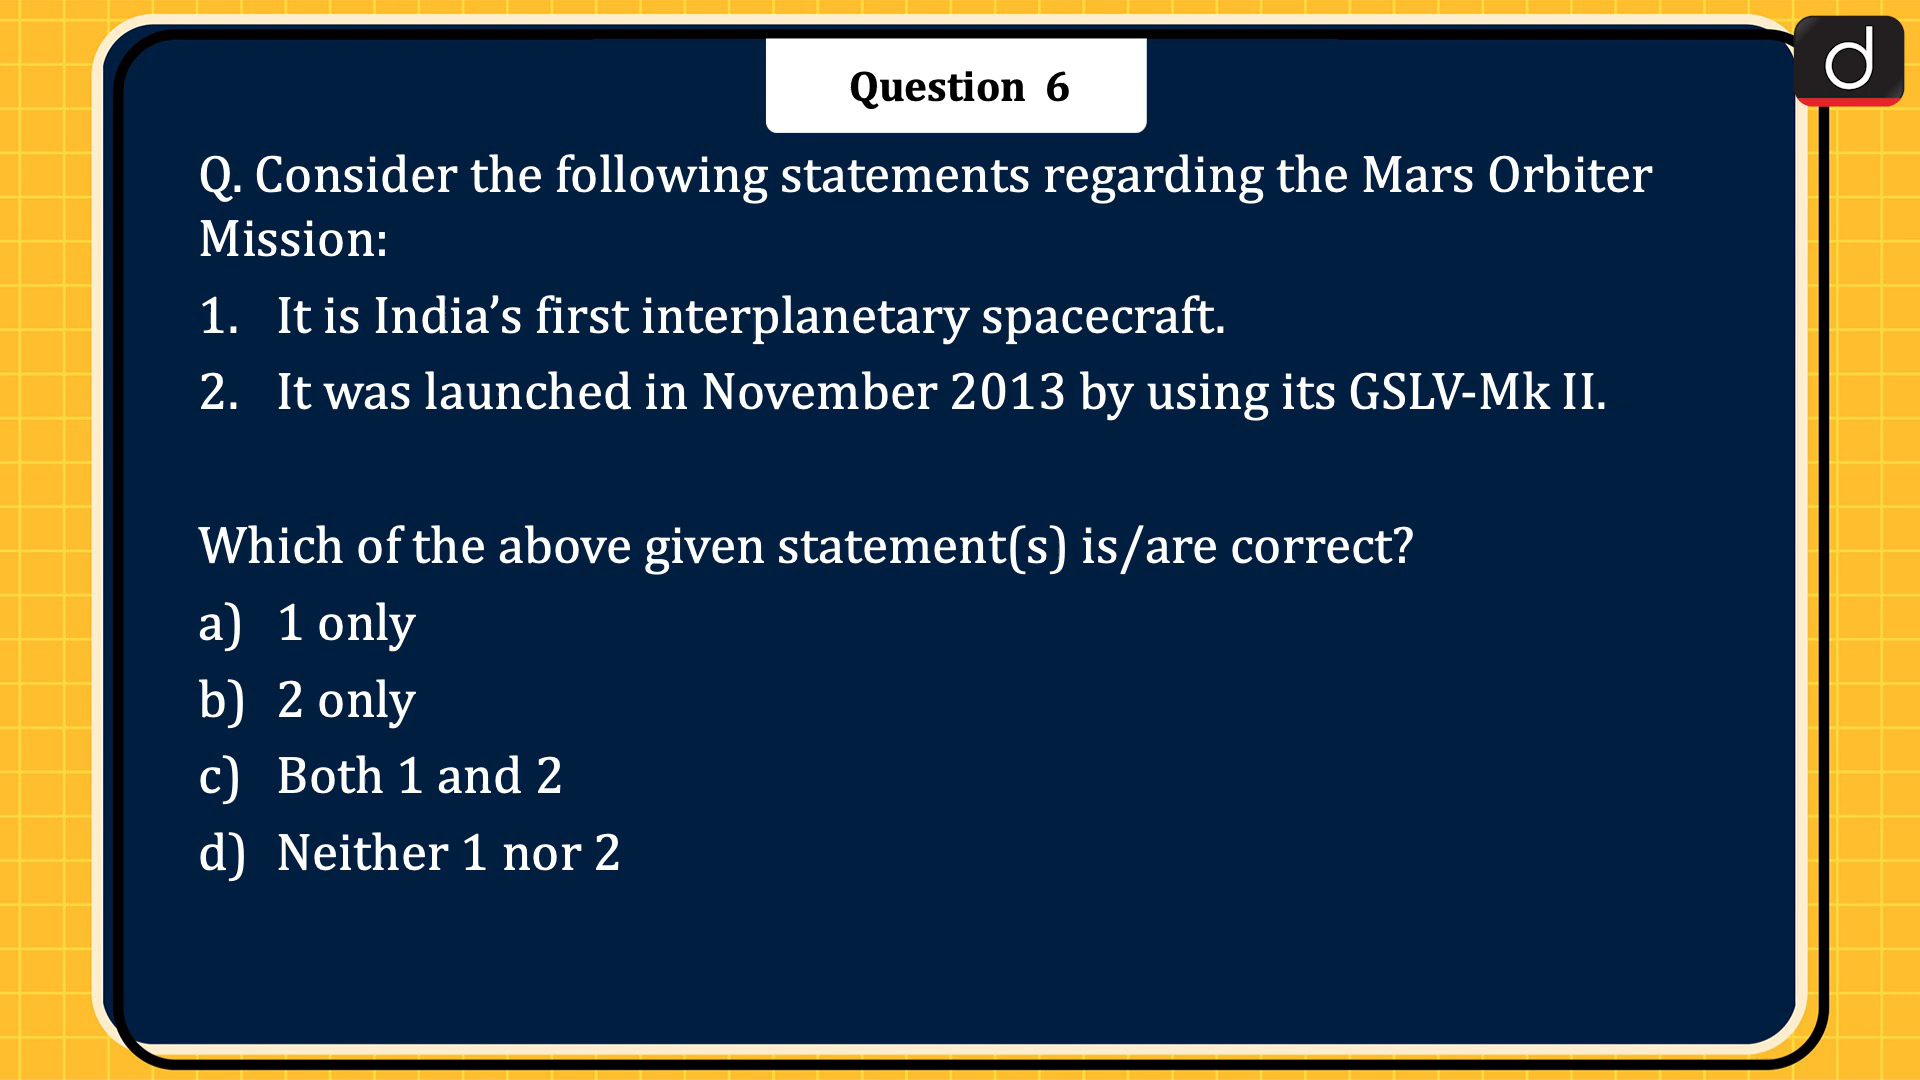 Question 6
Q. Consider the following statements regarding the Mars Orbiter
Mission:
1. It is India’s first interplanetary spacecraft.
2. It was launched in November 2013 by using its GSLV-Mk II.
Which of the above given statement(s) is/are correct?
a) 1 only
b) 2 only
c) Both 1 and 2
d) Neither 1 nor 2
d